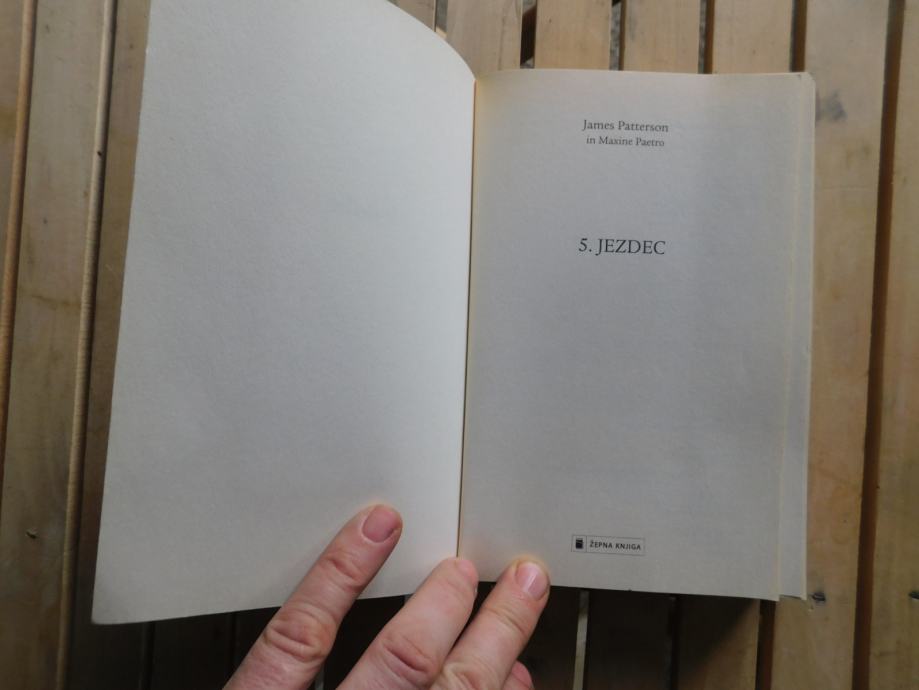 James Patterson
in Maxine Paetro
5. JEZDEC
ŽEPNA KNJIGA